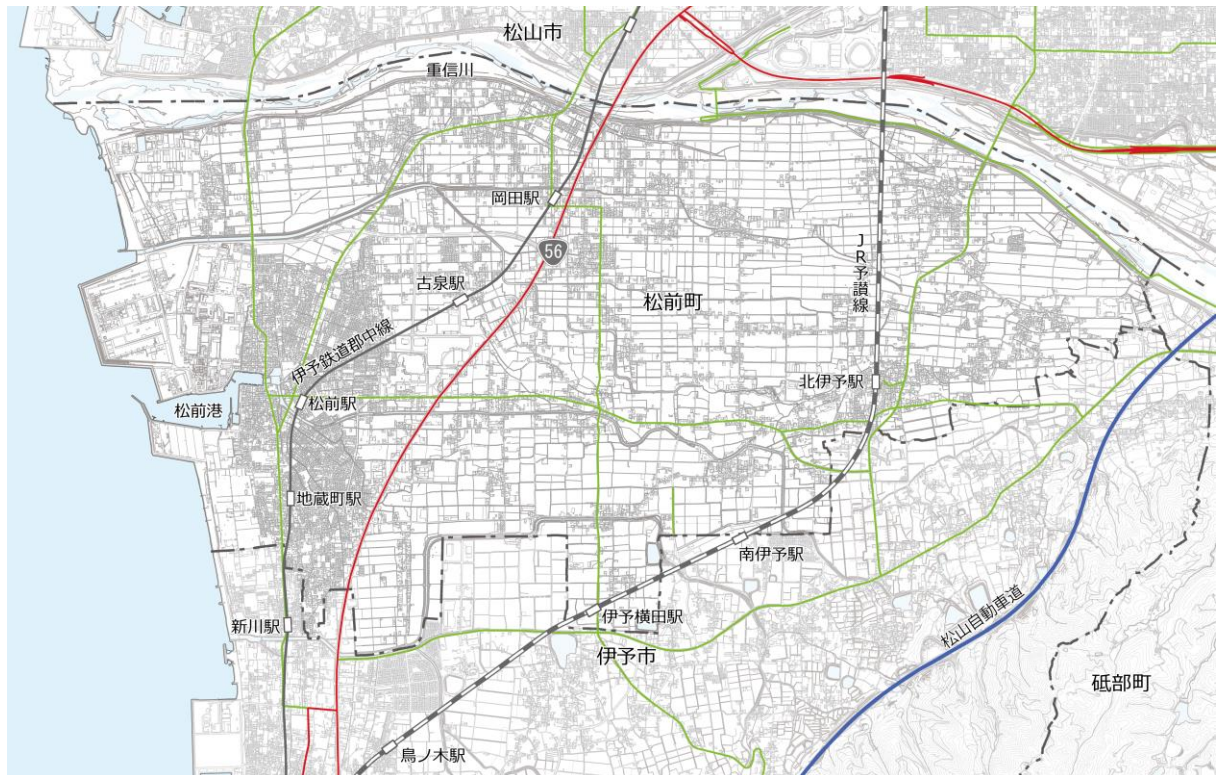 松山市
重信川
岡田駅
56
JR予讃線
古泉駅
松前町
伊予鉄道郡中線
北伊予駅
松前港
松前駅
地蔵町駅
南伊予駅
新川駅
伊予横田駅
松山自動車道
伊予市
砥部町
鳥ノ木駅